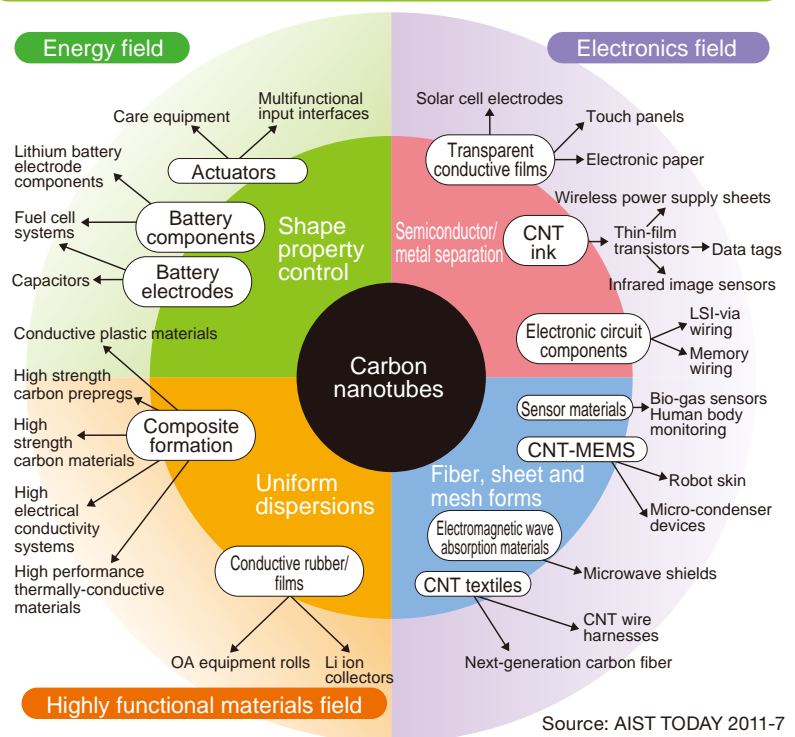 Energy field
Electronics field
Care equipment
Multifunctional
input interfaces
Lithium battery
electrode
components
Actuators
Fuel cell
systems
Battery
components
Capacitors
Battery
electrodes
Shape
property
control
Solar cell electrodes
Touch panels
Transparent
conductive films
Electronic paper
Wireless power supply sheets
Semiconductor/
metal separation
CNT
ink
Thin-film
transistors
Data tags
Infrared image sensors
Electronic circuit
components
LSI-via
wiring
Memory
wiring
Carbon
nanotubes
Conductive plastic materials
High strength
carbon prepregs
High
strength
carbon materials
Composite
formation
High
electrical
conductivity
systems
High performance
thermally-conductive
materials
Uniform
dispersions
Conductive rubber/
films
OA equipment rolls
Li ion
collectors
Sensor materials
Bio-gas sensors
Human body
monitoring
CNT-MEMS
Robot skin
Micro-condenser
devices
Fiber, sheet and
mesh forms
Electromagnetic wave
absorption materials
Microwave shields
CNT textiles
CNT wire
harnesses
Next-generation carbon fiber
Highly functional materials field
Source: AIST TODAY 2011-7